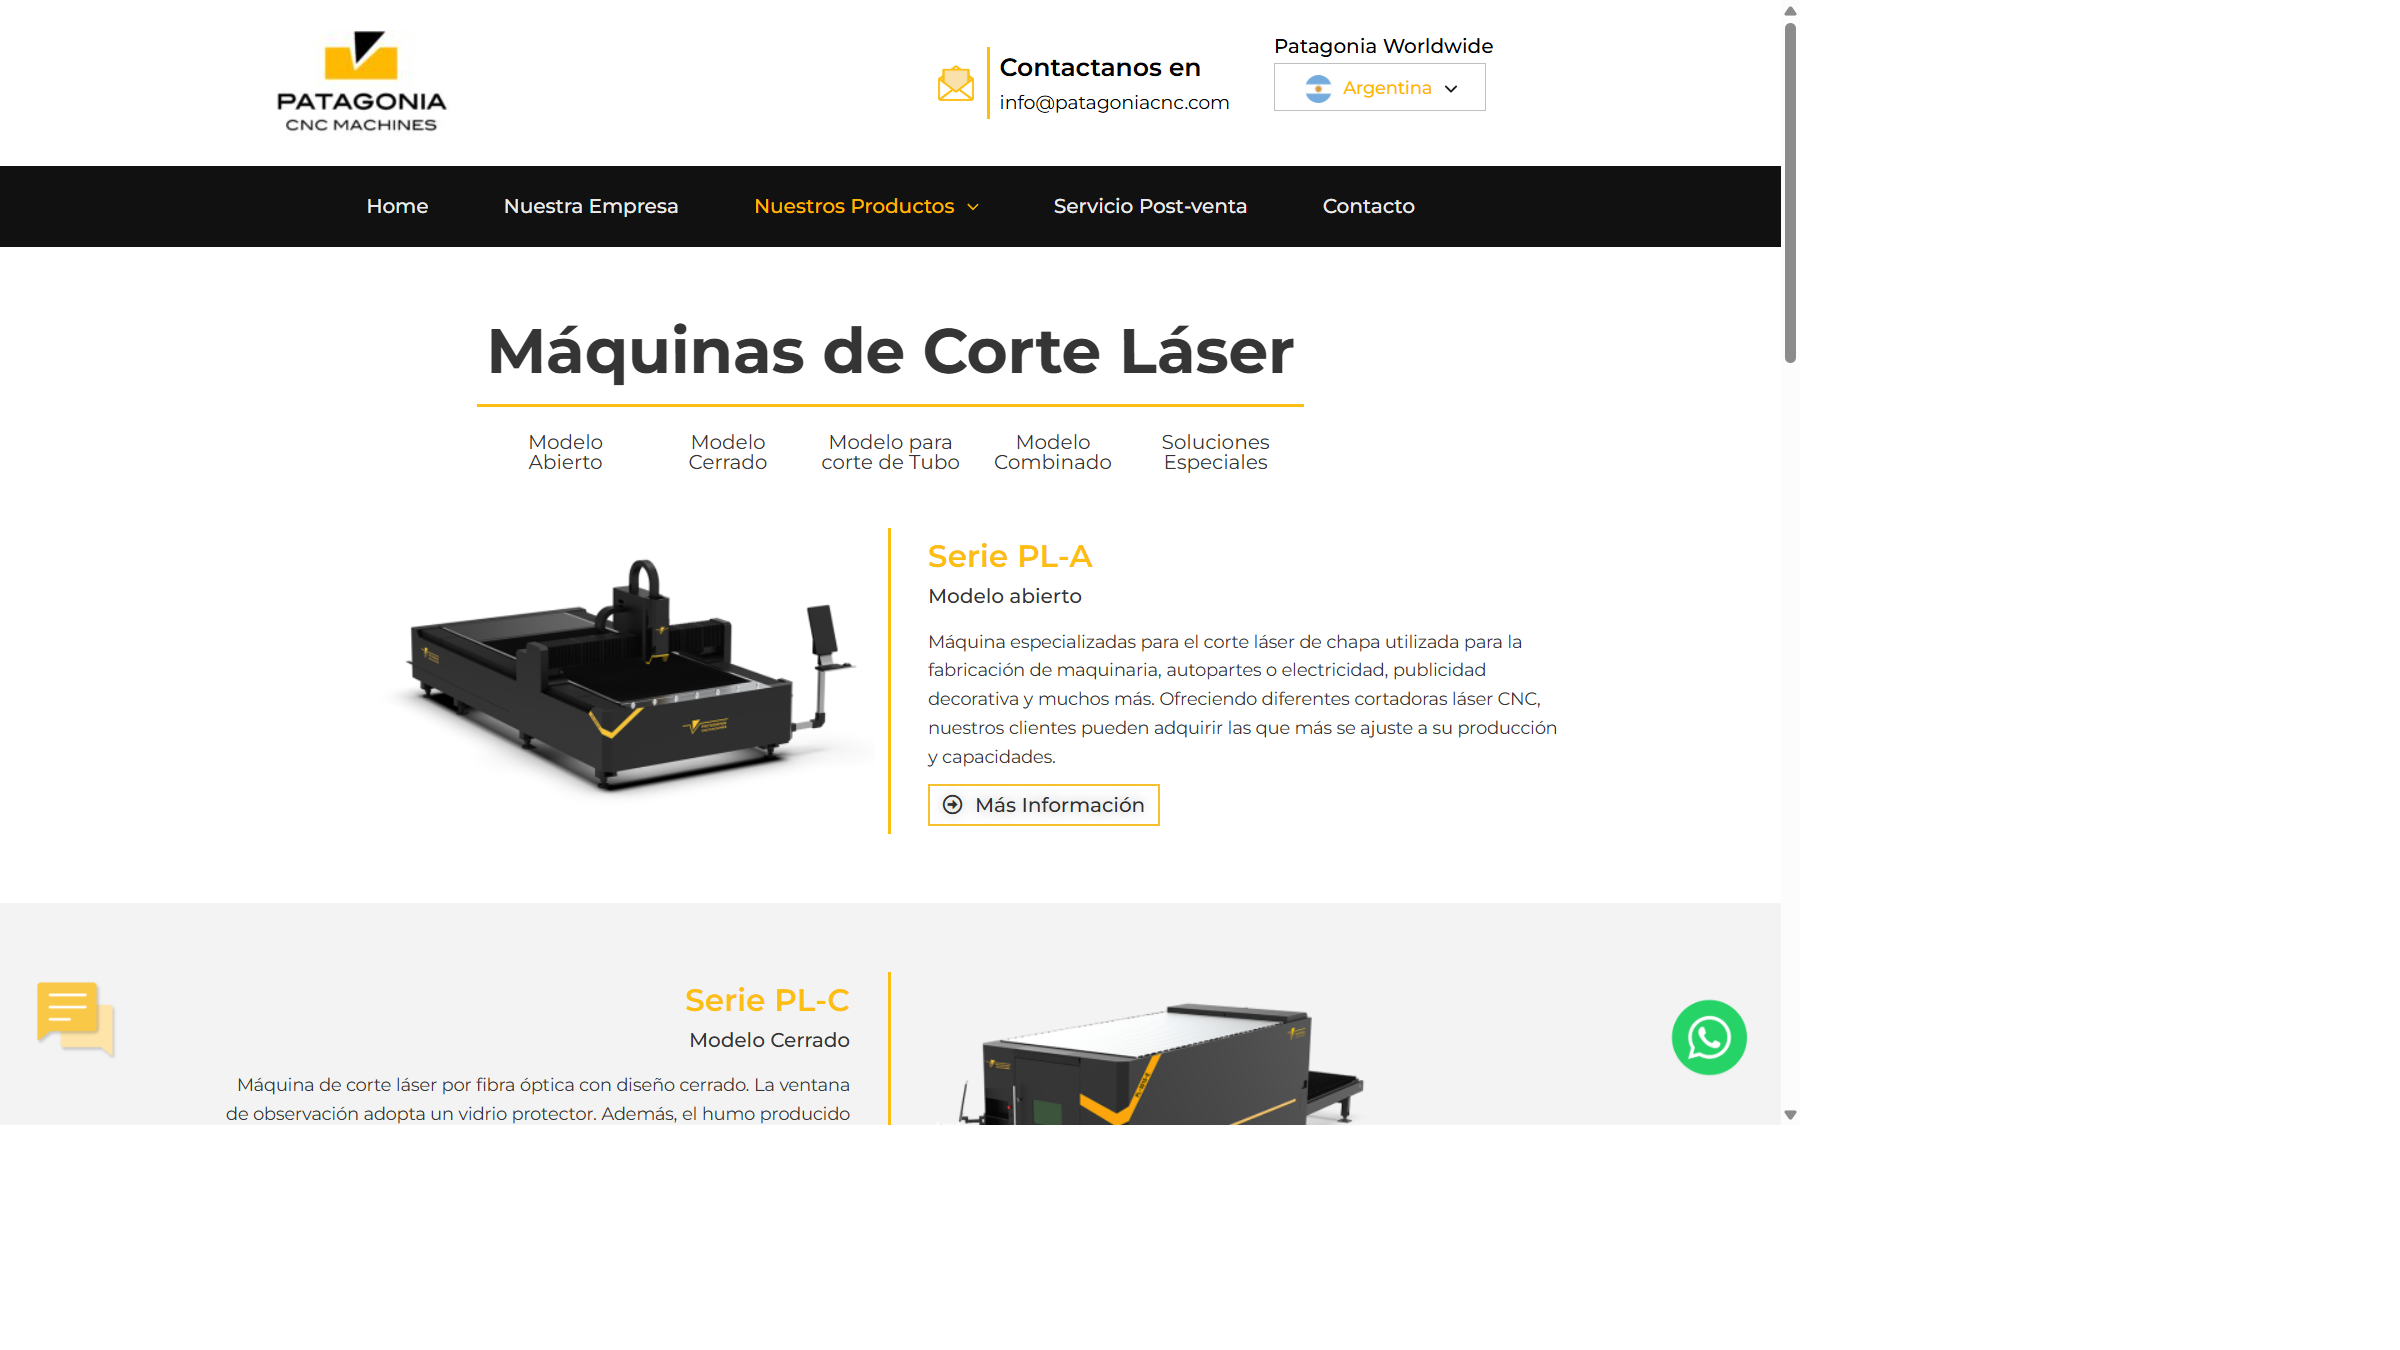 PATAGONIA
CNC MACHINES
Contactanos en
info@patagoniacnc.com
Patagonia Worldwide
Argentina
Home
Nuestra Empresa
Nuestros Productos
Servicio Post-venta
Contacto
Máquinas de Corte Láser
Modelo
Abierto
Modelo
Cerrado
Modelo para
corte de Tubo
Modelo
Combinado
Soluciones
Especiales
Serie PL-A
Modelo abierto
Máquina especializadas para el corte láser de chapa utilizada para la
fabricación de maquinaria, autopartes o electricidad, publicidad
decorativa y muchos más. Ofreciendo diferentes cortadoras láser CNC,
nuestros clientes pueden adquirir las que más se ajuste a su producción
y capacidades.
Más Información
Serie PL-C
Modelo Cerrado
Máquina de corte láser por fibra óptica con diseño cerrado. La ventana
de observación adopta un vidrio protector. Además, el humo producido